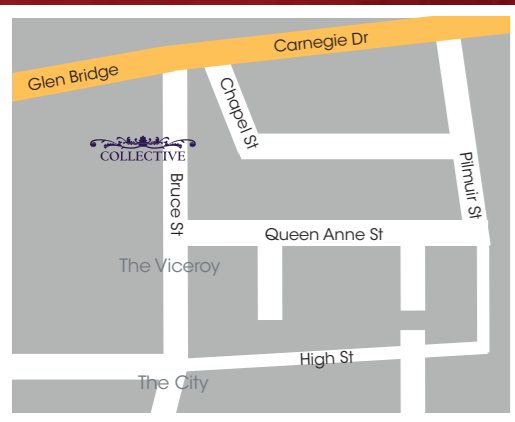 Carnegie Dr
Glen Bridge
Chapel St
COLLECTIVE
Pilmuir St
Bruce St
Queen Anne St
The Viceroy
High St
The City